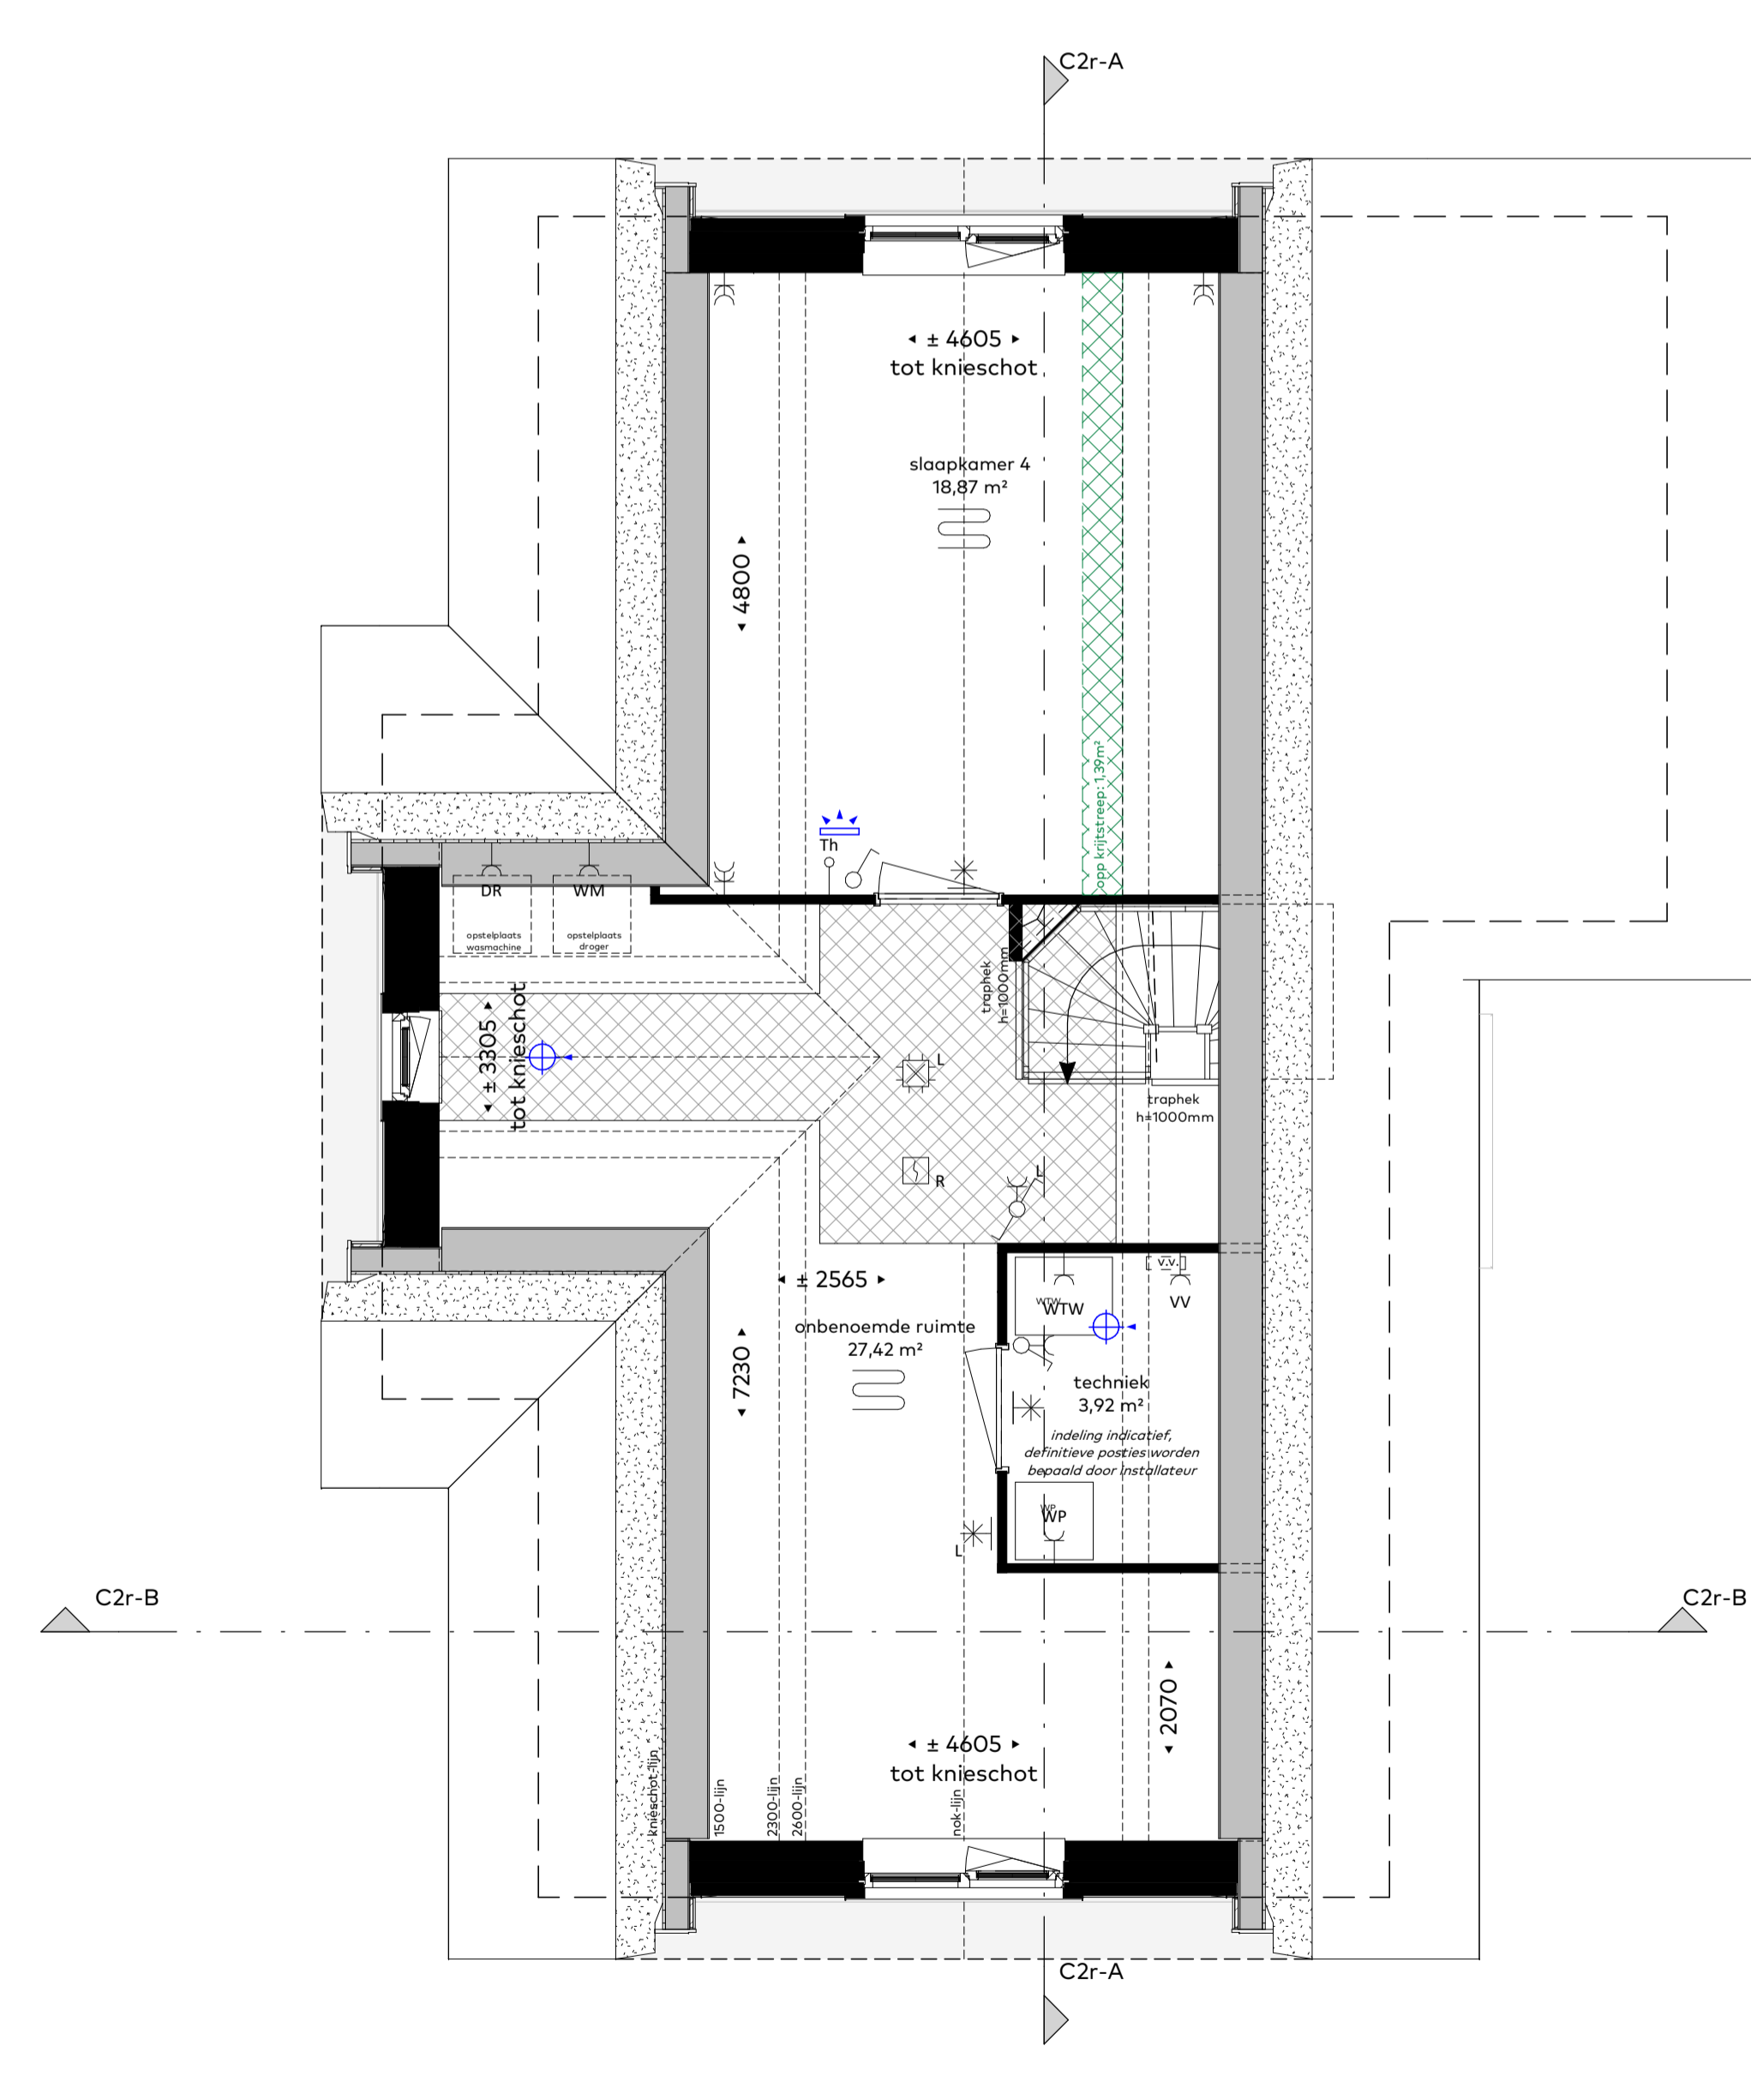 C2r-A
± 4605
tot knieschot
slaapkamer 4
18,87 m²
4800
opp krijtstreep: 1,39m²
Th
DR
WM
opstelplaats
wasmachine
opstelplaats
droger
traphek
h=1000mm
± 3305
tot knieschot
L
traphek
h=1000mm
R
L
± 2565
v.v.
WTW
WTW
VV
onbenoemde ruimte
27,42 m²
7230
techniek
3,92 m²
indeling indicatief,
definitieve posties worden
bepaald door installateur
WP
WP
L
C2r-B
C2r-B
2070
± 4605
tot knieschot
knieschot-lijn
1500-lijn
2300-lijn
2600-lijn
nok-lijn
C2r-A